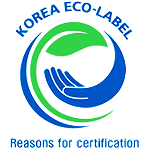 KOREA ECO-LABEL
Reasons for certification